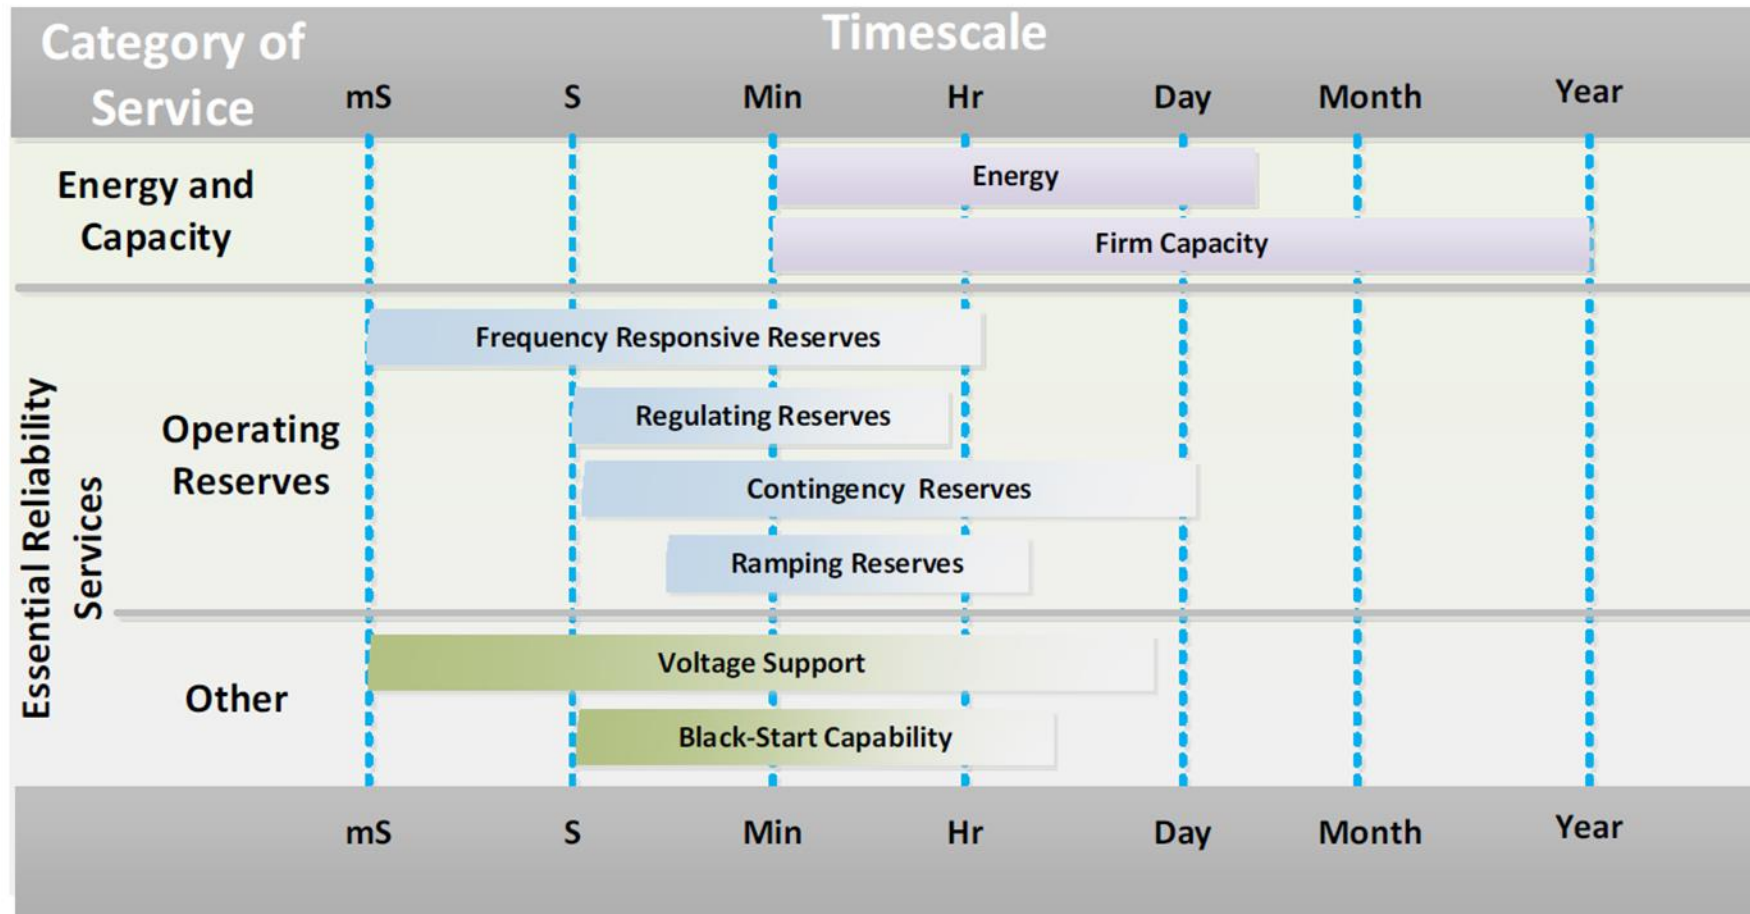 Category of
Service
Timescale
mS S Min Hr Day Month Year
Energy and
Capacity
Energy
Firm Capacity
Essential Reliability
Services
Operating
Reserves
Frequency Responsive Reserves
Regulating Reserves
Contingency Reserves
Ramping Reserves
Other
Voltage Support
Black-Start Capability
mS S Min Hr Day Month Year